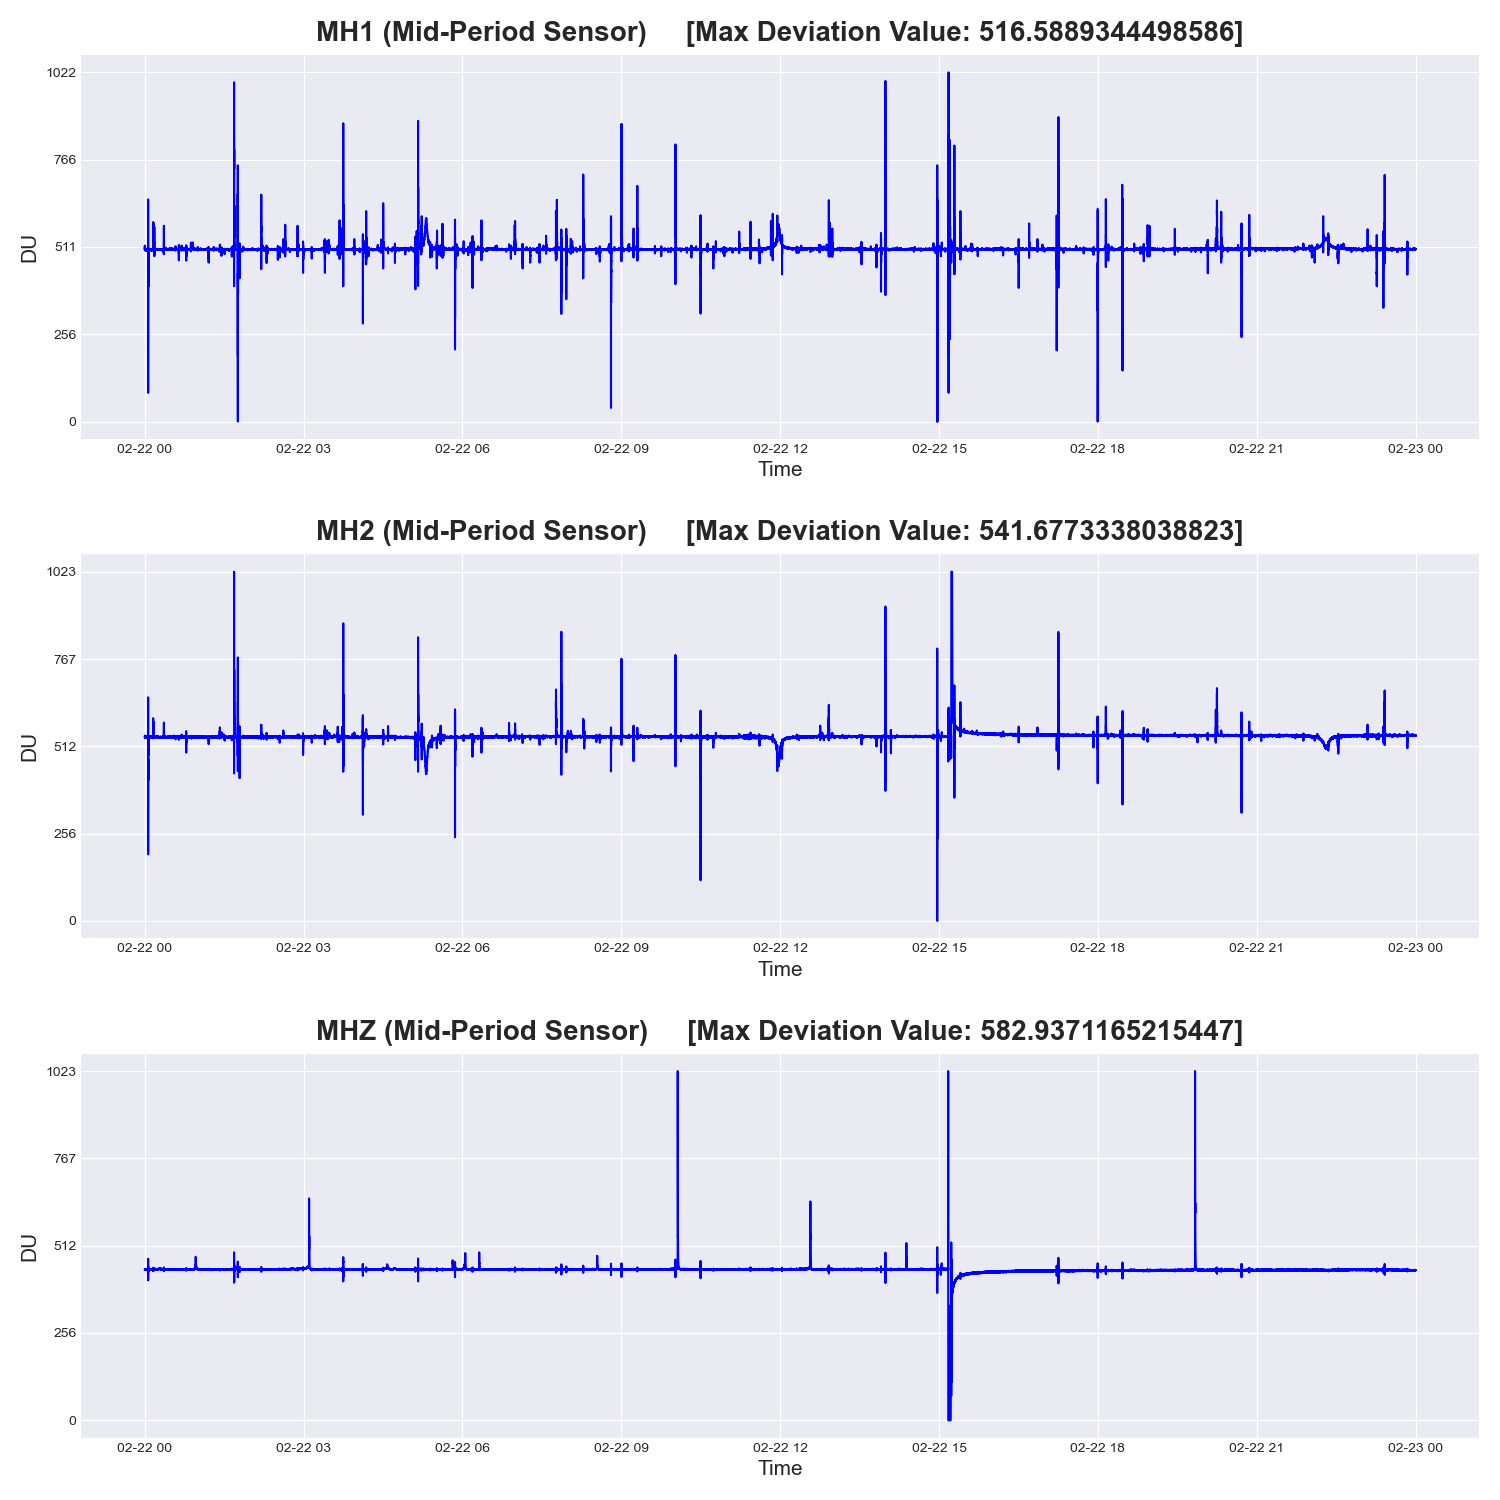 MH1 (Mid-Period Sensor) [Max Deviation Value: 516.5889344498586]
1022
766
511
256
0
DU
02-22 00 02-22 03 02-22 06 02-22 09 02-22 12 02-22 15 02-22 18 02-22 21 02-23 00
Time
MH2 (Mid-Period Sensor) [Max Deviation Value: 541.6773338038823]
1023
767
512
256
0
DU
02-22 00 02-22 03 02-22 06 02-22 09 02-22 12 02-22 15 02-22 18 02-22 21 02-23 00
Time
MHZ (Mid-Period Sensor) [Max Deviation Value: 582.9371165215447]
1023
767
512
256
0
DU
02-22 00 02-22 03 02-22 06 02-22 09 02-22 12 02-22 15 02-22 18 02-22 21 02-23 00
Time